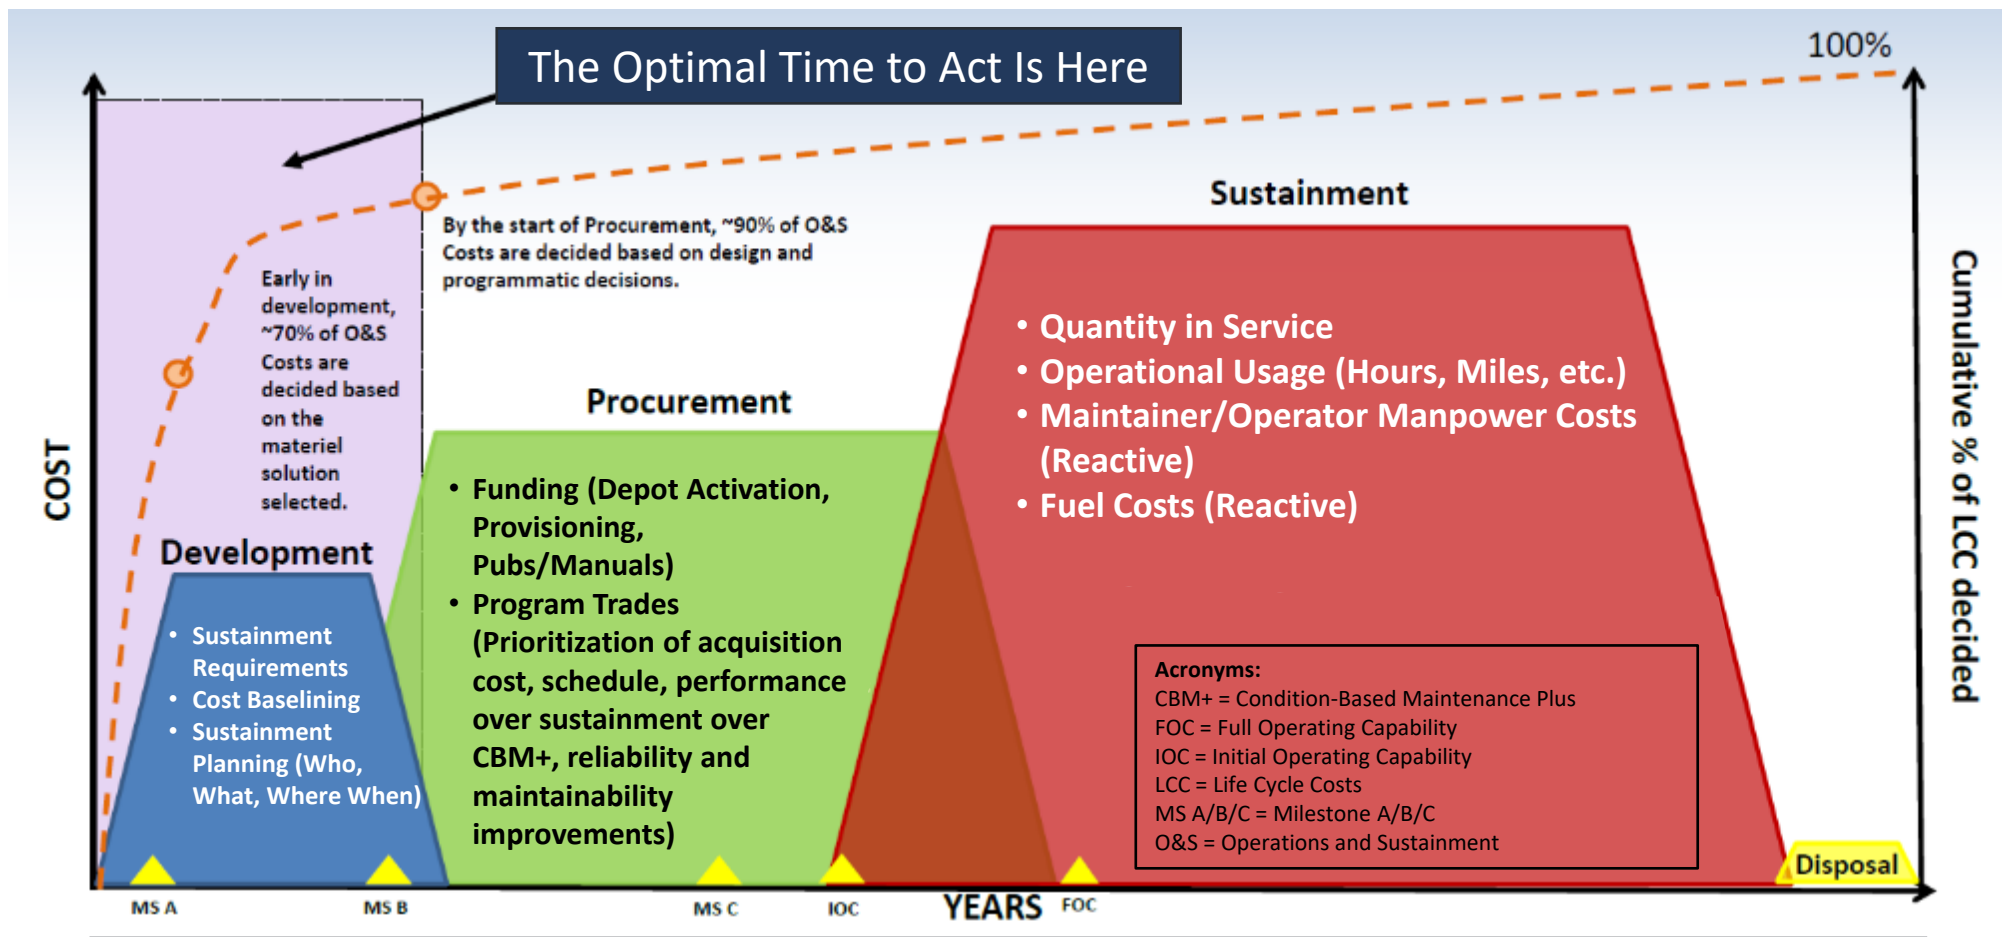 The Optimal Time to Act Is Here
100%
COST
Cumulative % of LCC decided
By the start of Procurement, ~90% of O&S
Costs are decided based on design and
programmatic decisions.
Early in
development,
~70% of O&S
Costs are
decided based
on the
materiel
solution
selected.
Development
• Sustainment
Requirements
• Cost Baselining
• Sustainment
Planning (Who,
What, Where When)
Procurement
• Funding (Depot Activation,
Provisioning,
Pubs/Manuals)
• Program Trades
(Prioritization of acquisition
cost, schedule, performance
over sustainment over
CBM+, reliability and
maintainability
improvements)
Sustainment
• Quantity in Service
• Operational Usage (Hours, Miles, etc.)
• Maintainer/Operator Manpower Costs
(Reactive)
• Fuel Costs (Reactive)
Acronyms:
CBM+ = Condition-Based Maintenance Plus
FOC = Full Operating Capability
IOC = Initial Operating Capability
LCC = Life Cycle Costs
MS A/B/C = Milestone A/B/C
O&S = Operations and Sustainment
Disposal
MS A
MS B
MS C
IOC
YEARS
FOC